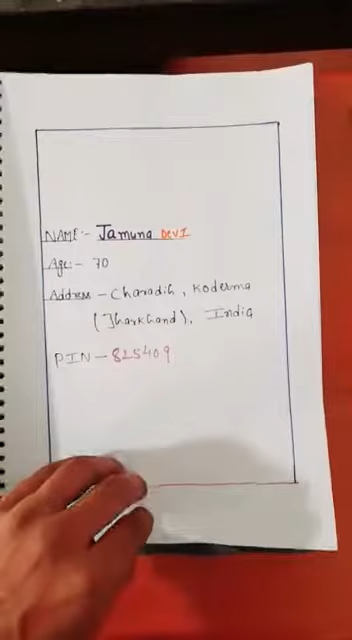 NAME:- Jamuna DEVI
Age:- 70
Address - Charadih, Koderma
(Jharkhand), India
PIN - 825409